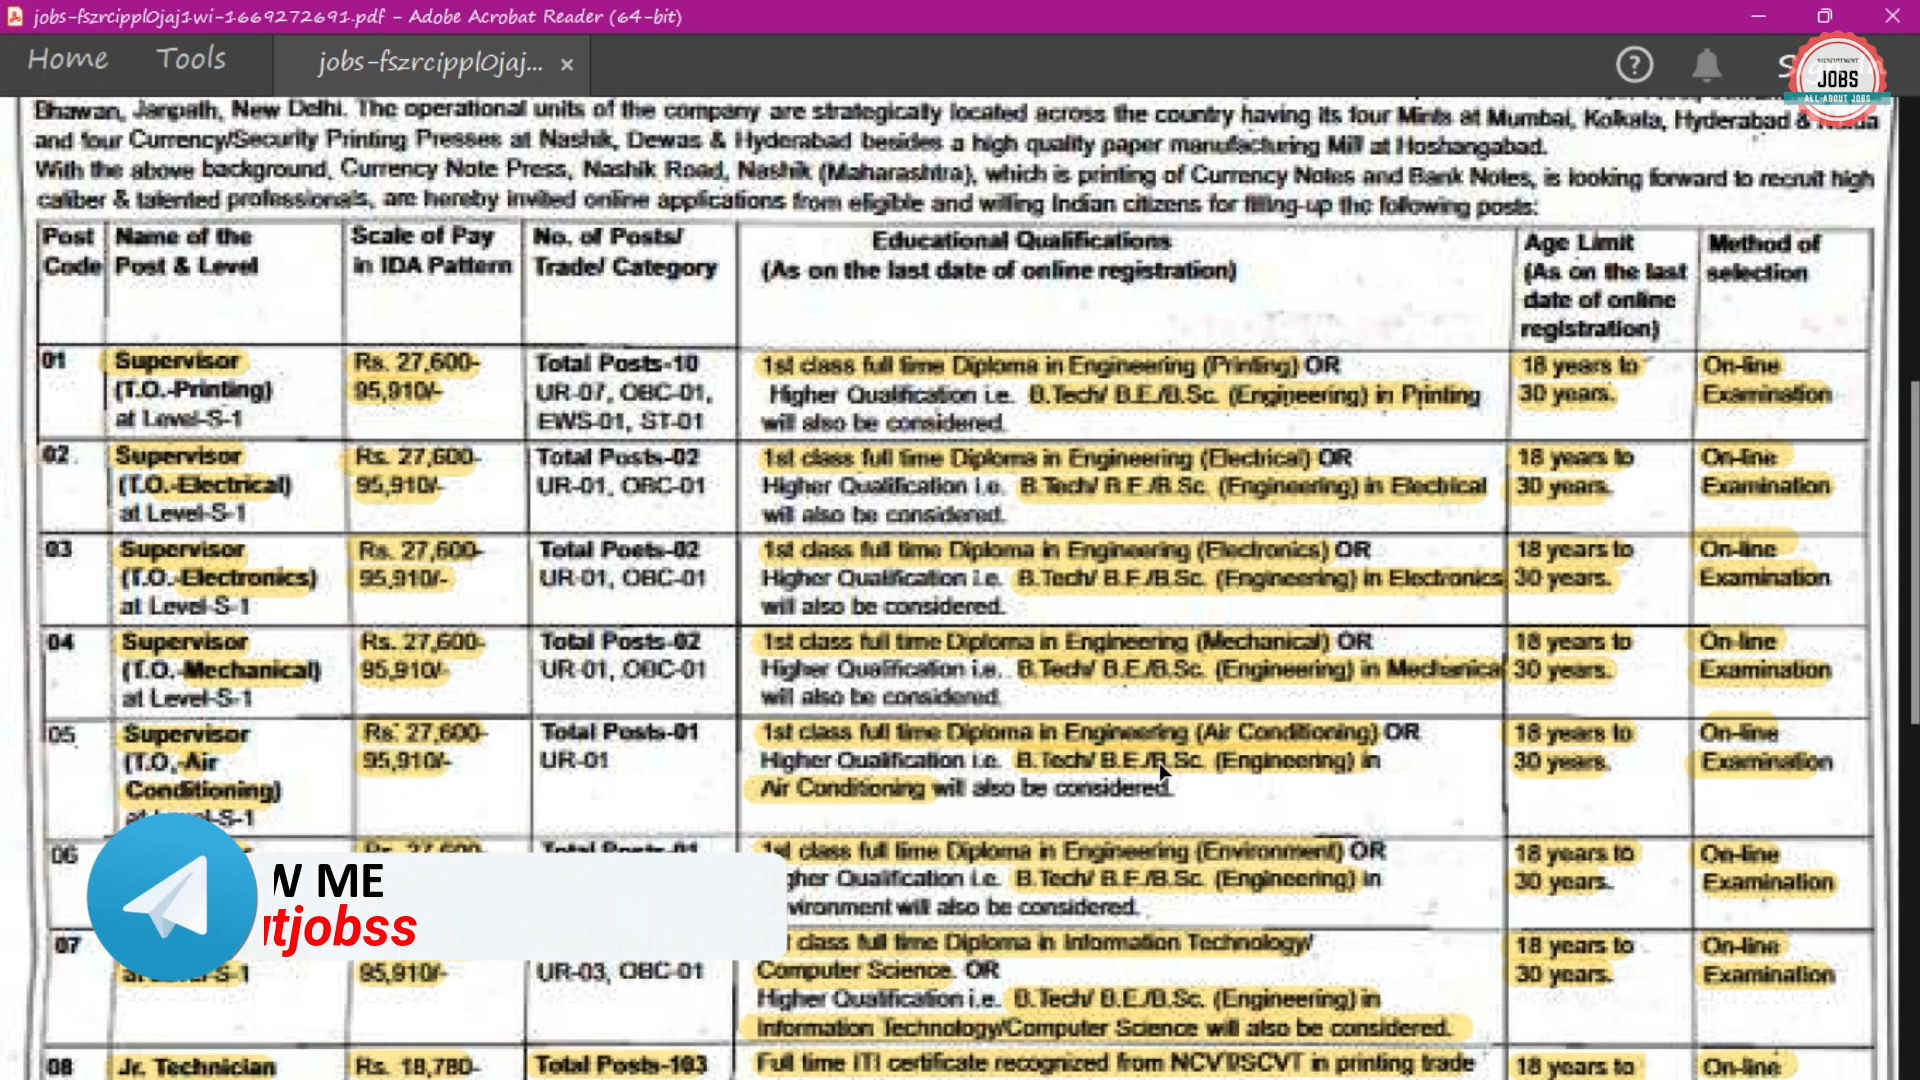 jobs-fszrcippl0jaj1wi-1669272691.pdf - Adobe Acrobat Reader (64-bit)
Home Tools jobs-fszrcippl0jaj... ×
RECRUITMENT
JOBS
ALL ABOUT JOBS
Bhawan, Janpath, New Delhi. The operational units of the company are strategically located across the country having its four Mints at Mumbai, Kolkata, Hyderabad &
and four Currency/Security Printing Presses at Nashik, Dewas & Hyderabad besides a high quality paper manufacturing Mill at Hoshangabad.
With the above background, Currency Note Press, Nashik Road, Nashik (Maharashtra), which is printing of Currency Notes and Bank Notes, is looking forward to recruit high
caliber & talented professionals, are hereby invited online applications from eligible and willing Indian citizens for filling-up the following posts:
Post Code
Name of the Post & Level
Scale of Pay in IDA Pattern
No. of Posts/ Trade/ Category
Educational Qualifications
(As on the last date of online registration)
Age Limit
(As on the last
date of online
registration)
Method of
selection
01
Supervisor
(T.O.-Printing)
at Level-S-1
Rs. 27,600-
95,910/-
Total Posts-10
UR-07, OBC-01,
EWS-01, ST-01
1st class full time Diploma in Engineering (Printing) OR
Higher Qualification i.e. B.Tech/ B.E./B.Sc. (Engineering) in Printing
will also be considered.
18 years to
30 years.
On-line
Examination
02
Supervisor
(T.O.-Electrical)
at Level-S-1
Rs. 27,600-
95,910/-
Total Posts-02
UR-01, OBC-01
1st class full time Diploma in Engineering (Electrical) OR
Higher Qualification i.e. B.Tech/ B.E./B.Sc. (Engineering) in Electrical
will also be considered.
18 years to
30 years.
On-line
Examination
03
Supervisor
(T.O.-Electronics)
at Level-S-1
Rs. 27,600-
95,910/-
Total Posts-02
UR-01, OBC-01
1st class full time Diploma in Engineering (Electronics) OR
Higher Qualification i.e. B.Tech/ B.E./B.Sc. (Engineering) in Electronics
will also be considered.
18 years to
30 years.
On-line
Examination
04
Supervisor
(T.O.-Mechanical)
at Level-S-1
Rs. 27,600-
95,910/-
Total Posts-02
UR-01, OBC-01
1st class full time Diploma in Engineering (Mechanical) OR
Higher Qualification i.e. B.Tech/ B.E./B.Sc. (Engineering) in Mechanical
will also be considered.
18 years to
30 years.
On-line
Examination
05
Supervisor
(T.O.-Air
Conditioning)
at Level-S-1
Rs. 27,600-
95,910/-
Total Posts-01
UR-01
1st class full time Diploma in Engineering (Air Conditioning) OR
Higher Qualification i.e. B.Tech/ B.E./B.Sc. (Engineering) in
Air Conditioning will also be considered.
18 years to
30 years.
On-line
Examination
06
Rs. 27,600-
Total Posts-01
1st class full time Diploma in Engineering (Environment) OR
Qualification i.e. B.Tech/ B.E./B.Sc. (Engineering) in
will also be considered.
18 years to
30 years.
On-line
Examination
W ME
tjobss
07
at Level-S-1
95,910/-
UR-03, OBC-01
class full time Diploma in Information Technology/
Computer Science. OR
Higher Qualification i.e. B.Tech/ B.E./B.Sc. (Engineering) in
Information Technology/Computer Science will also be considered.
18 years to
30 years.
On-line
Examination
08
Jr. Technician
Rs. 18,780-
Total Posts-103
Full time ITI certificate recognized from NCVT/SCVT in printing trade
18 years to
On-line